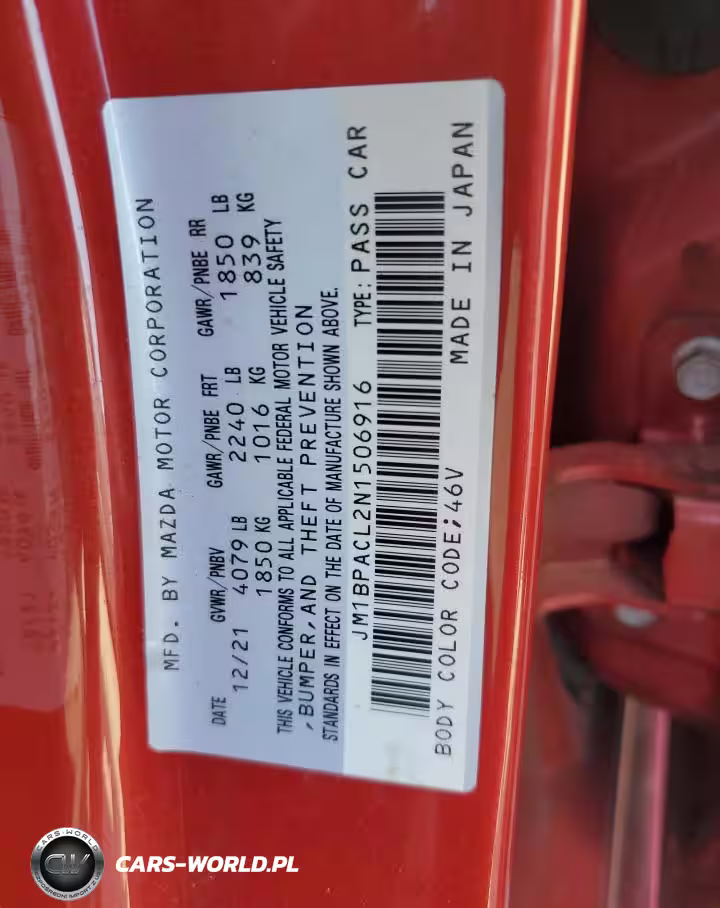 MFD. BY MAZDA MOTOR CORPORATION
DATE GVWR/PNBV GAWR/PNBE FRT GAWR/PNBE RR
12/21 4079 LB 2240 LB 1850 LB
1850 KG 1016 KG 839 KG
THIS VEHICLE CONFORMS TO ALL APPLICABLE FEDERAL MOTOR VEHICLE SAFETY
,BUMPER,AND THEFT PREVENTION
STANDARDS IN EFFECT ON THE DATE OF MANUFACTURE SHOWN ABOVE.
JM1BPACL2N1506916 TYPE: PASS CAR
BODY COLOR CODE;46V MADE IN JAPAN
CARS-WORLD
CW
CARS-WORLD.PL